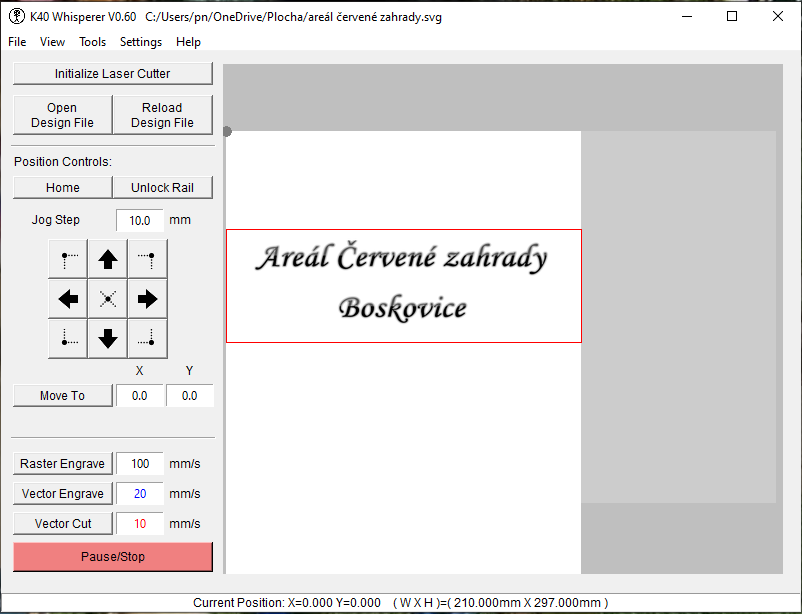 K40 Whisperer V0.60 C:/Users/pn/OneDrive/Plocha/areál červené zahrady.svg
File View Tools Settings Help
Initialize Laser Cutter
Open
Design File
Reload
Design File
Position Controls:
Home
Unlock Rail
Jog Step 10.0 mm
X Y
Move To 0.0 0.0
Raster Engrave 100 mm/s
Vector Engrave 20 mm/s
Vector Cut 10 mm/s
Pause/Stop
Areál Červené zahrady
Boskovice
Current Position: X=0.000 Y=0.000 ( W X H )=( 210.000mm X 297.000mm )